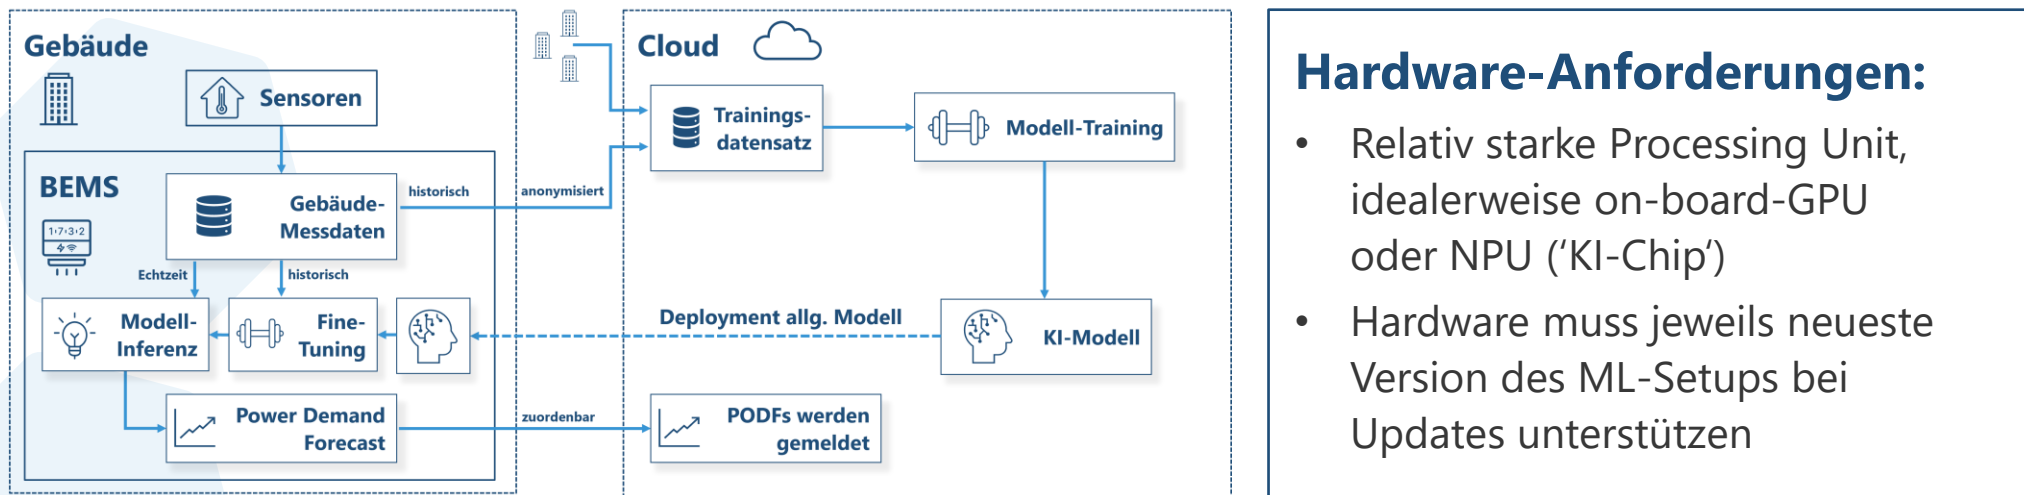 Gebäude
Sensoren
BEMS
1 7 3 2
Gebäude-
Messdaten
historisch
anonymisiert
Echtzeit
historisch
Modell-
Inferenz
Fine-
Tuning
Power Demand
Forecast
zuordenbar
Cloud
Trainings-
datensatz
Modell-Training
Deployment allg. Modell
KI-Modell
PODFs werden
gemeldet
Hardware-Anforderungen:
• Relativ starke Processing Unit,
idealerweise on-board-GPU
oder NPU (‘KI-Chip‘)
• Hardware muss jeweils neueste
Version des ML-Setups bei
Updates unterstützen